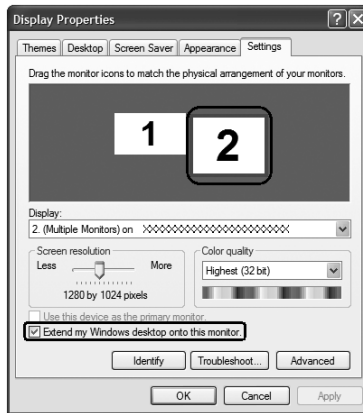 Display Properties
Themes Desktop Screen Saver Appearance Settings
Drag the monitor icons to match the physical arrangement of your monitors.
1 2
Display:
2. (Multiple Monitors) on XXXXXXXXXXXXXXXXXXXXXXX
Screen resolution
Less More
1280 by 1024 pixels
Color quality
Highest (32 bit)
Use this device as the primary monitor.
Extend my Windows desktop onto this monitor.
Identify Troubleshoot... Advanced
OK Cancel Apply